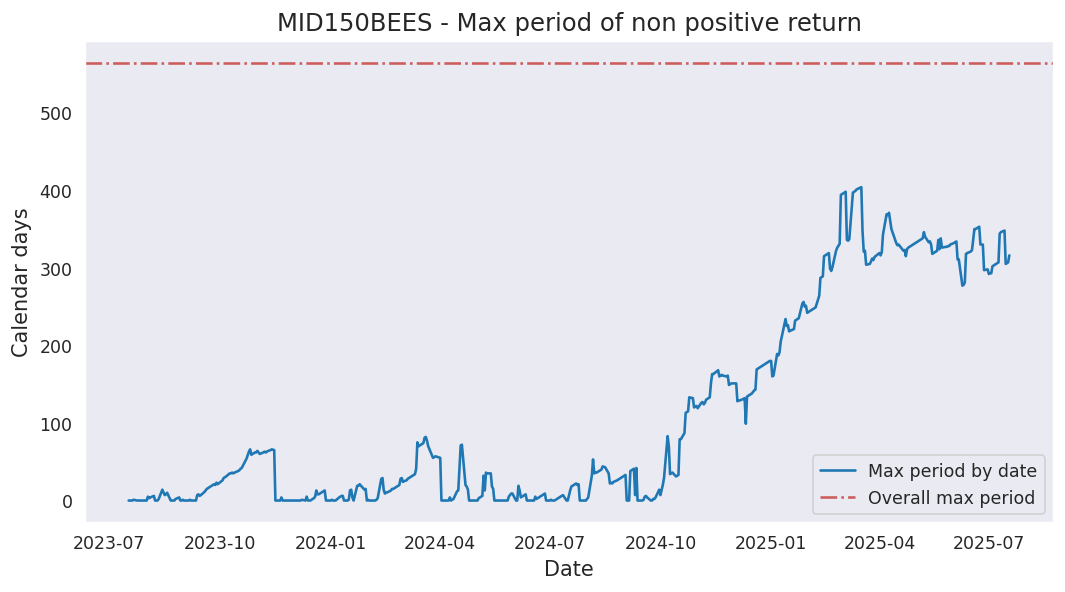 MID150BEES - Max period of non positive return
Calendar days
500
400
300
200
100
0
2023-07 2023-10 2024-01 2024-04 2024-07 2024-10 2025-01 2025-04 2025-07
Date
Max period by date
Overall max period